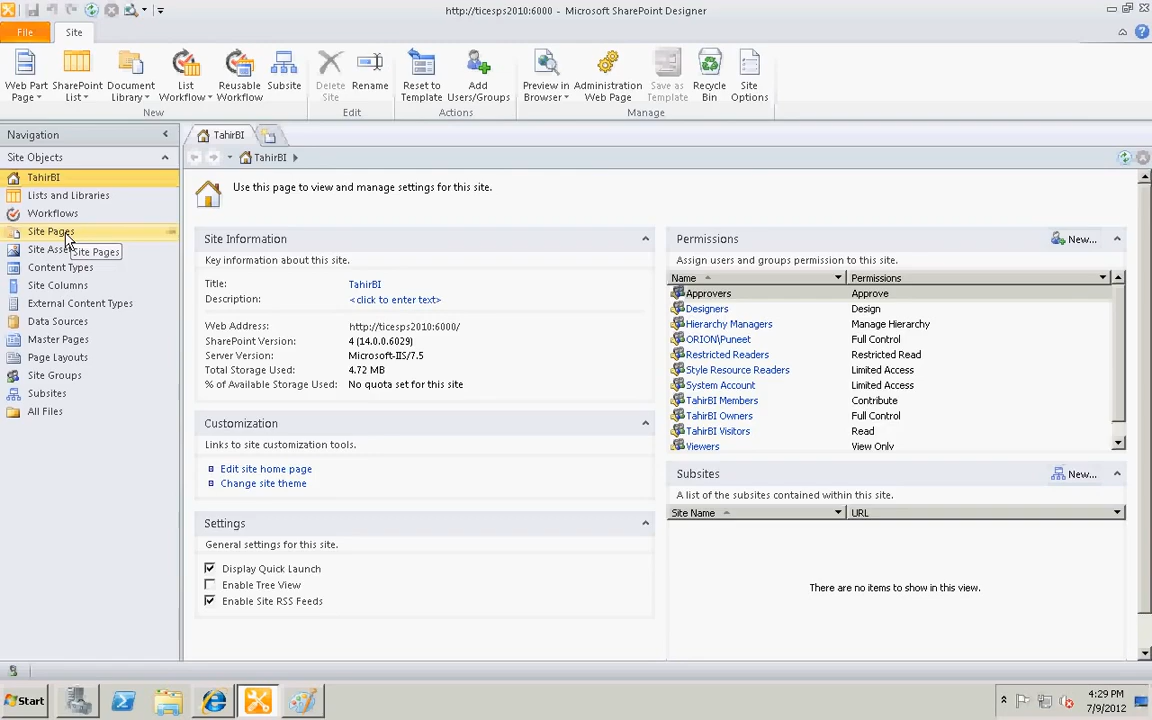 http://ticesps2010:6000 - Microsoft SharePoint Designer
File
Site
Web Part Page
SharePoint List
Document Library
List Workflow
Reusable Workflow
Subsite
Delete Site
Rename
Reset to Template
Add Users/Groups
Preview in Browser
Administration Web Page
Save as Template
Recycle Bin
Site Options
New
Edit
Actions
Manage
Navigation
Site Objects
TahirBI
Lists and Libraries
Workflows
Site Pages
Site Asse
Site Pages
Content Types
Site Columns
External Content Types
Data Sources
Master Pages
Page Layouts
Site Groups
Subsites
All Files
TahirBI
TahirBI
Use this page to view and manage settings for this site.
Site Information
Key information about this site.
Title: TahirBI
Description: <click to enter text>
Web Address: http://ticesps2010:6000/
SharePoint Version: 4 (14.0.0.6029)
Server Version: Microsoft-IIS/7.5
Total Storage Used: 4.72 MB
% of Available Storage Used: No quota set for this site
Customization
Links to site customization tools.
Edit site home page
Change site theme
Settings
General settings for this site.
Display Quick Launch
Enable Tree View
Enable Site RSS Feeds
Permissions
New...
Assign users and groups permission to this site.
Name Permissions
Approvers Approve
Designers Design
Hierarchy Managers Manage Hierarchy
ORION\Puneet Full Control
Restricted Readers Restricted Read
Style Resource Readers Limited Access
System Account Limited Access
TahirBI Members Contribute
TahirBI Owners Full Control
TahirBI Visitors Read
Viewers View Only
Subsites
New...
A list of the subsites contained within this site.
Site Name URL
There are no items to show in this view.
Start
4:29 PM
7/9/2012